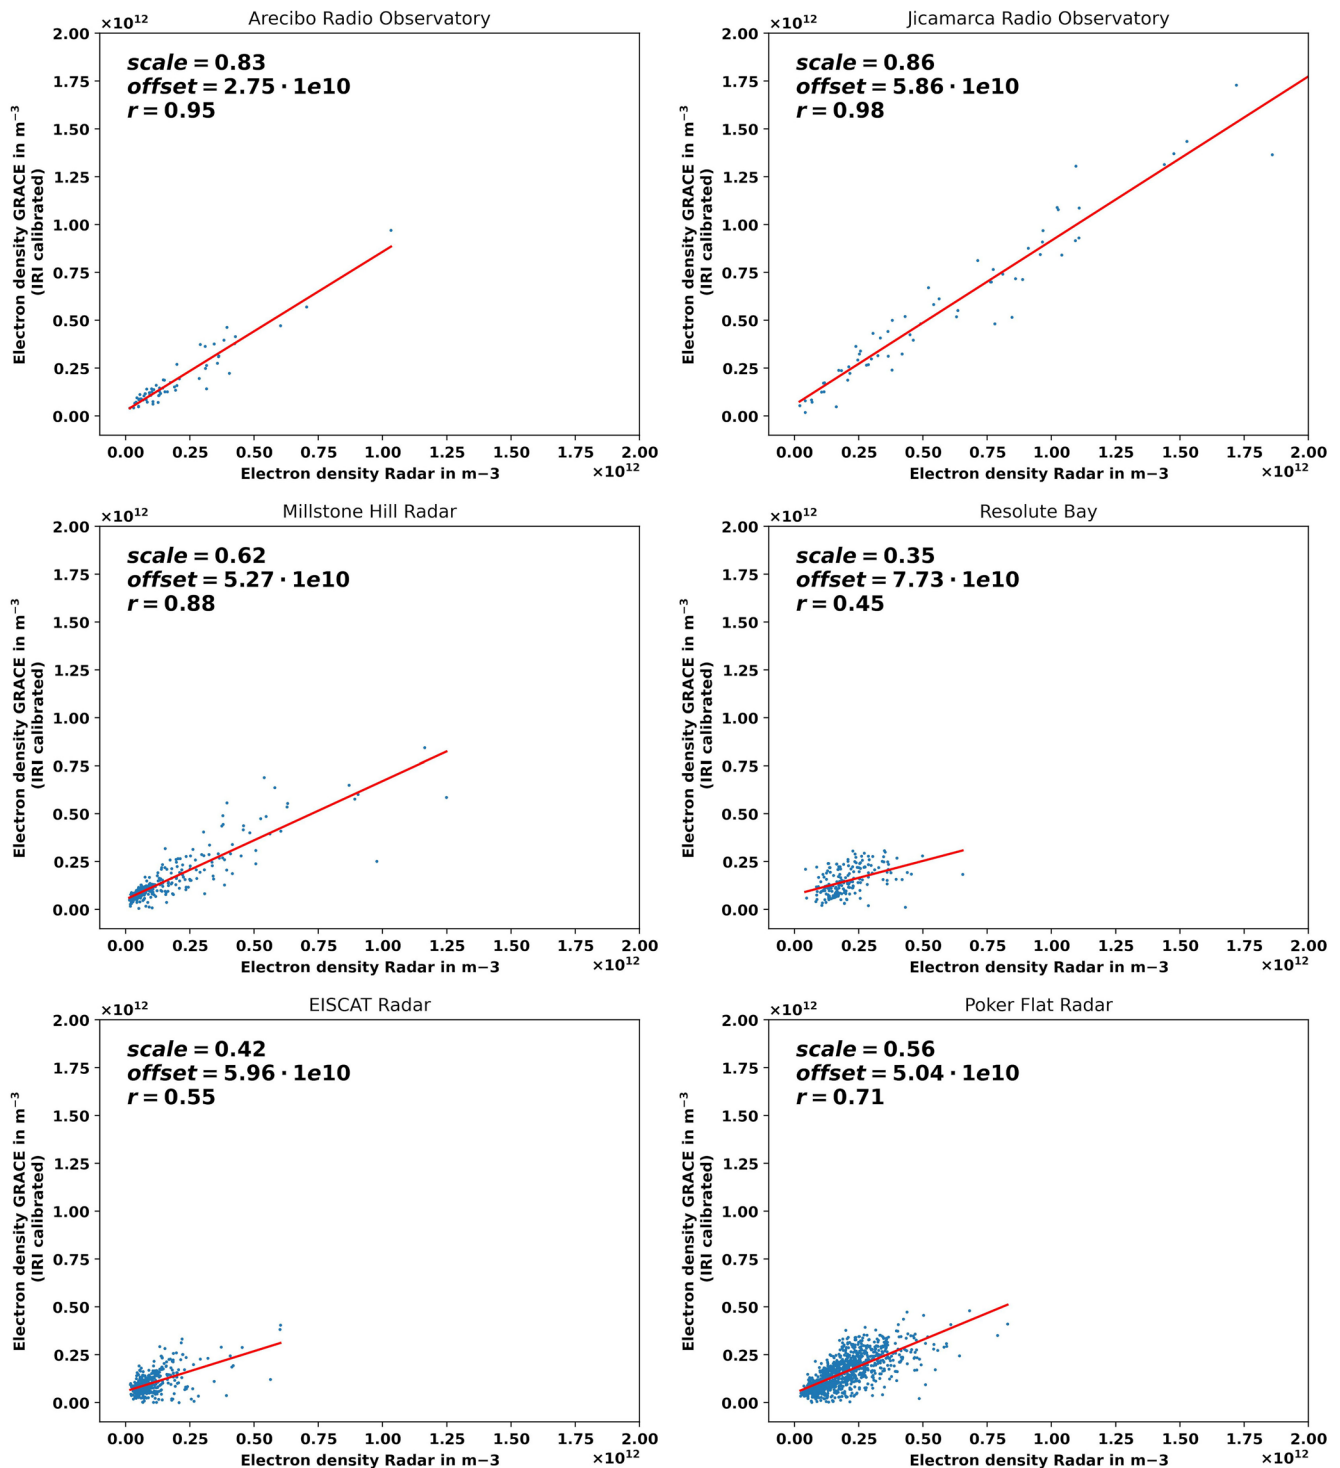 Arecibo Radio Observatory
×10¹²
2.00
1.75
1.50
1.25
1.00
0.75
0.50
0.25
0.00
Electron density GRACE in m⁻³
(IRI calibrated)
scale = 0.83
offset = 2.75 · 1e10
r = 0.95
0.00 0.25 0.50 0.75 1.00 1.25 1.50 1.75 2.00
Electron density Radar in m−3
×10¹²
Jicamarca Radio Observatory
×10¹²
2.00
1.75
1.50
1.25
1.00
0.75
0.50
0.25
0.00
Electron density GRACE in m⁻³
(IRI calibrated)
scale = 0.86
offset = 5.86 · 1e10
r = 0.98
0.00 0.25 0.50 0.75 1.00 1.25 1.50 1.75 2.00
Electron density Radar in m−3
×10¹²
Millstone Hill Radar
×10¹²
2.00
1.75
1.50
1.25
1.00
0.75
0.50
0.25
0.00
Electron density GRACE in m⁻³
(IRI calibrated)
scale = 0.62
offset = 5.27 · 1e10
r = 0.88
0.00 0.25 0.50 0.75 1.00 1.25 1.50 1.75 2.00
Electron density Radar in m−3
×10¹²
Resolute Bay
×10¹²
2.00
1.75
1.50
1.25
1.00
0.75
0.50
0.25
0.00
Electron density GRACE in m⁻³
(IRI calibrated)
scale = 0.35
offset = 7.73 · 1e10
r = 0.45
0.00 0.25 0.50 0.75 1.00 1.25 1.50 1.75 2.00
Electron density Radar in m−3
×10¹²
EISCAT Radar
×10¹²
2.00
1.75
1.50
1.25
1.00
0.75
0.50
0.25
0.00
Electron density GRACE in m⁻³
(IRI calibrated)
scale = 0.42
offset = 5.96 · 1e10
r = 0.55
0.00 0.25 0.50 0.75 1.00 1.25 1.50 1.75 2.00
Electron density Radar in m−3
×10¹²
Poker Flat Radar
×10¹²
2.00
1.75
1.50
1.25
1.00
0.75
0.50
0.25
0.00
Electron density GRACE in m⁻³
(IRI calibrated)
scale = 0.56
offset = 5.04 · 1e10
r = 0.71
0.00 0.25 0.50 0.75 1.00 1.25 1.50 1.75 2.00
Electron density Radar in m−3
×10¹²